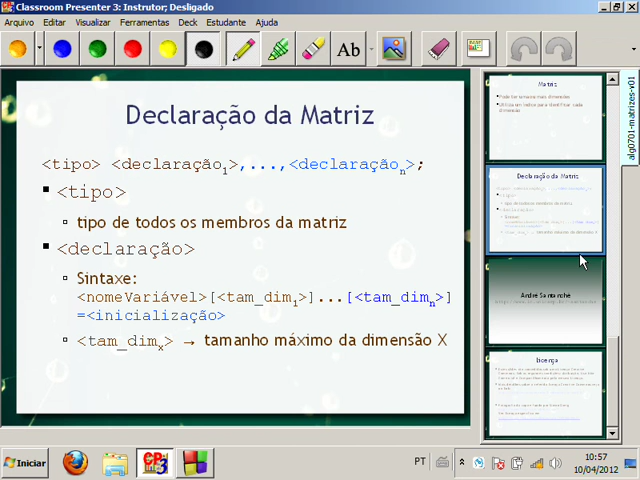 Classroom Presenter 3: Instrutor; Desligado
Arquivo Editar Visualizar Ferramentas Deck Estudante Ajuda
Ab
Declaração da Matriz
<tipo> <declaração1>,...,<declaraçãon>;
<tipo>
tipo de todos os membros da matriz
<declaração>
Sintaxe:
<nomeVariável>[<tam_dim1>]...[<tam_dimn>]
=<inicialização>
<tam_dimx> → tamanho máximo da dimensão X
Matriz
Declaração da Matriz
André Santanchè
Licença
alg0701-matrizes-v01
Iniciar
PT
10:57
10/04/2012